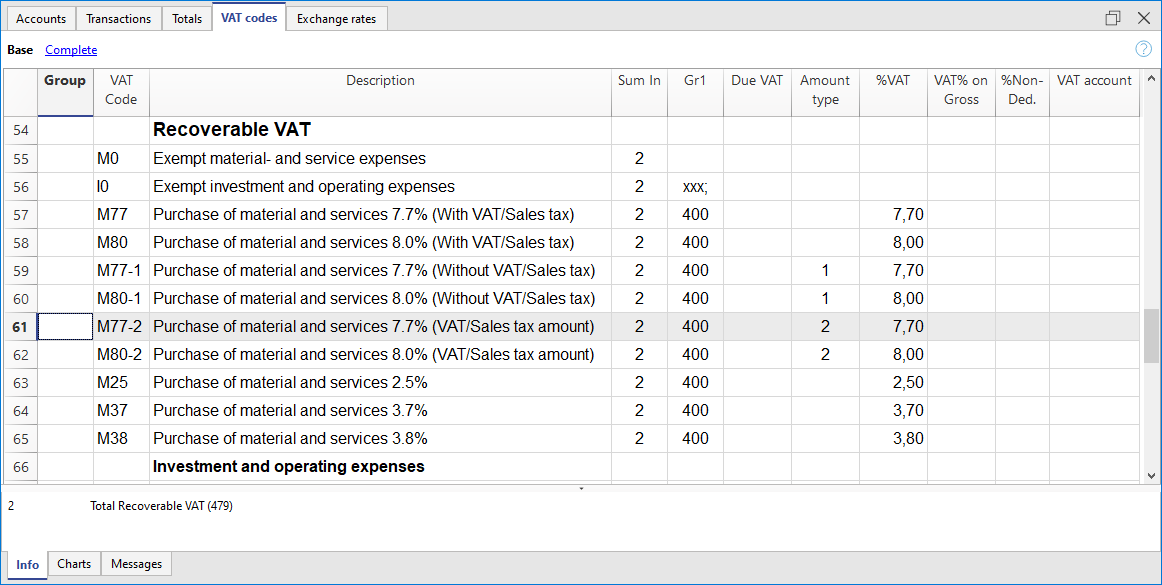 Accounts Transactions Totals VAT codes Exchange rates
Base Complete
?
Group VAT Code Description Sum In Gr1 Due VAT Amount type %VAT VAT% on Gross %Non-Ded. VAT account
54 Recoverable VAT
55 M0 Exempt material- and service expenses 2
56 I0 Exempt investment and operating expenses 2 xxx;
57 M77 Purchase of material and services 7.7% (With VAT/Sales tax) 2 400 7,70
58 M80 Purchase of material and services 8.0% (With VAT/Sales tax) 2 400 8,00
59 M77-1 Purchase of material and services 7.7% (Without VAT/Sales tax) 2 400 1 7,70
60 M80-1 Purchase of material and services 8.0% (Without VAT/Sales tax) 2 400 1 8,00
61 M77-2 Purchase of material and services 7.7% (VAT/Sales tax amount) 2 400 2 7,70
62 M80-2 Purchase of material and services 8.0% (VAT/Sales tax amount) 2 400 2 8,00
63 M25 Purchase of material and services 2.5% 2 400 2,50
64 M37 Purchase of material and services 3.7% 2 400 3,70
65 M38 Purchase of material and services 3.8% 2 400 3,80
66 Investment and operating expenses
2 Total Recoverable VAT (479)
Info Charts Messages